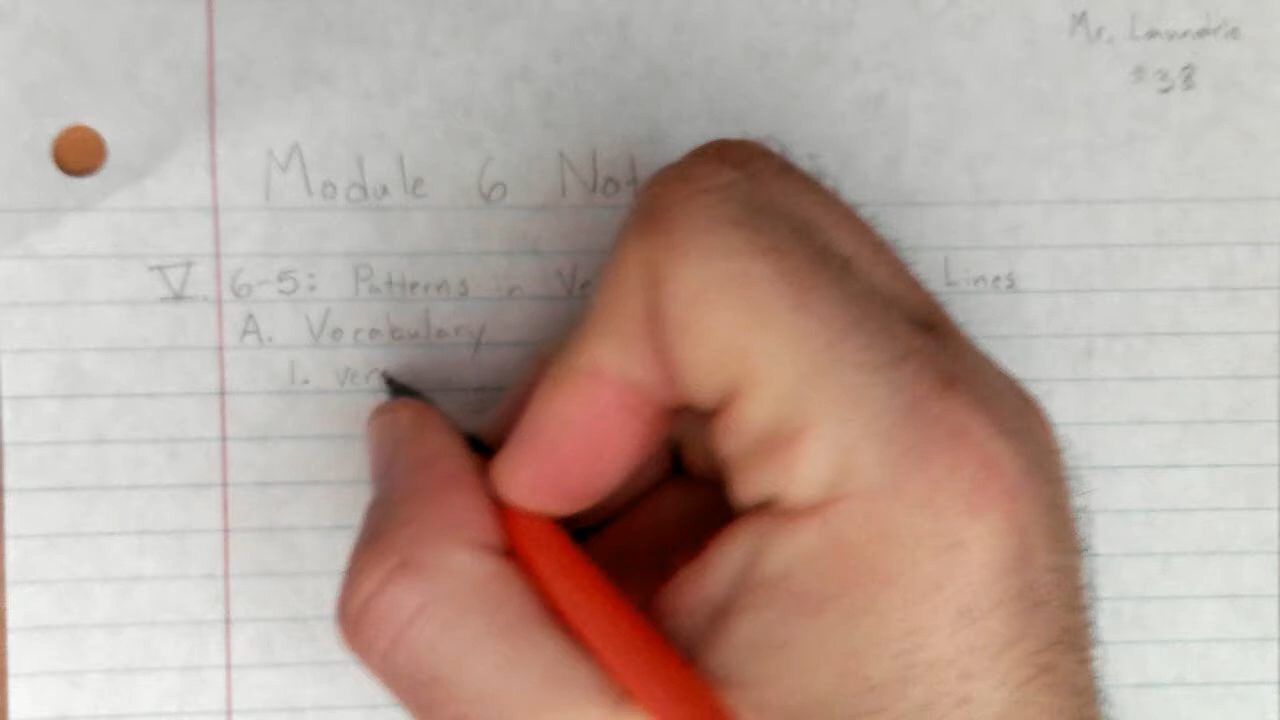 Mr. Laundrie
#38
Module 6 Not
V. 6-5: Patterns in Ve Lines
A. Vocabulary
1. ver